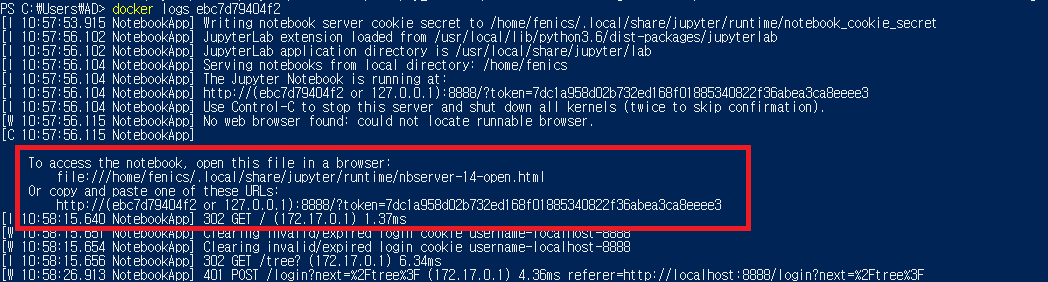 PS C:\Users\AD> docker logs ebc7d79404f2
[I 10:57:53.915 NotebookApp] Writing notebook server cookie secret to /home/fenics/.local/share/jupyter/runtime/notebook_cookie_secret
[I 10:57:56.102 NotebookApp] JupyterLab extension loaded from /usr/local/lib/python3.6/dist-packages/jupyterlab
[I 10:57:56.102 NotebookApp] JupyterLab application directory is /usr/local/share/jupyter/lab
[I 10:57:56.104 NotebookApp] Serving notebooks from local directory: /home/fenics
[I 10:57:56.104 NotebookApp] The Jupyter Notebook is running at:
[I 10:57:56.104 NotebookApp] http://(ebc7d79404f2 or 127.0.0.1):8888/?token=7dc1a958d02b732ed168f01885340822f36abea3ca8eeee3
[I 10:57:56.104 NotebookApp] Use Control-C to stop this server and shut down all kernels (twice to skip confirmation).
[W 10:57:56.115 NotebookApp] No web browser found: could not locate runnable browser.
[C 10:57:56.115 NotebookApp]
To access the notebook, open this file in a browser:
file:///home/fenics/.local/share/jupyter/runtime/nbserver-14-open.html
Or copy and paste one of these URLs:
http://(ebc7d79404f2 or 127.0.0.1):8888/?token=7dc1a958d02b732ed168f01885340822f36abea3ca8eeee3
[I 10:58:15.640 NotebookApp] 302 GET / (172.17.0.1) 1.37ms
[W 10:58:15.651 NotebookApp] Clearing invalid/expired login cookie username-localhost-8888
[W 10:58:15.654 NotebookApp] Clearing invalid/expired login cookie username-localhost-8888
[I 10:58:15.656 NotebookApp] 302 GET /tree? (172.17.0.1) 6.34ms
[W 10:58:26.913 NotebookApp] 401 POST /login?next=%2Ftree%3F (172.17.0.1) 4.36ms referer=http://localhost:8888/login?next=%2Ftree%3F